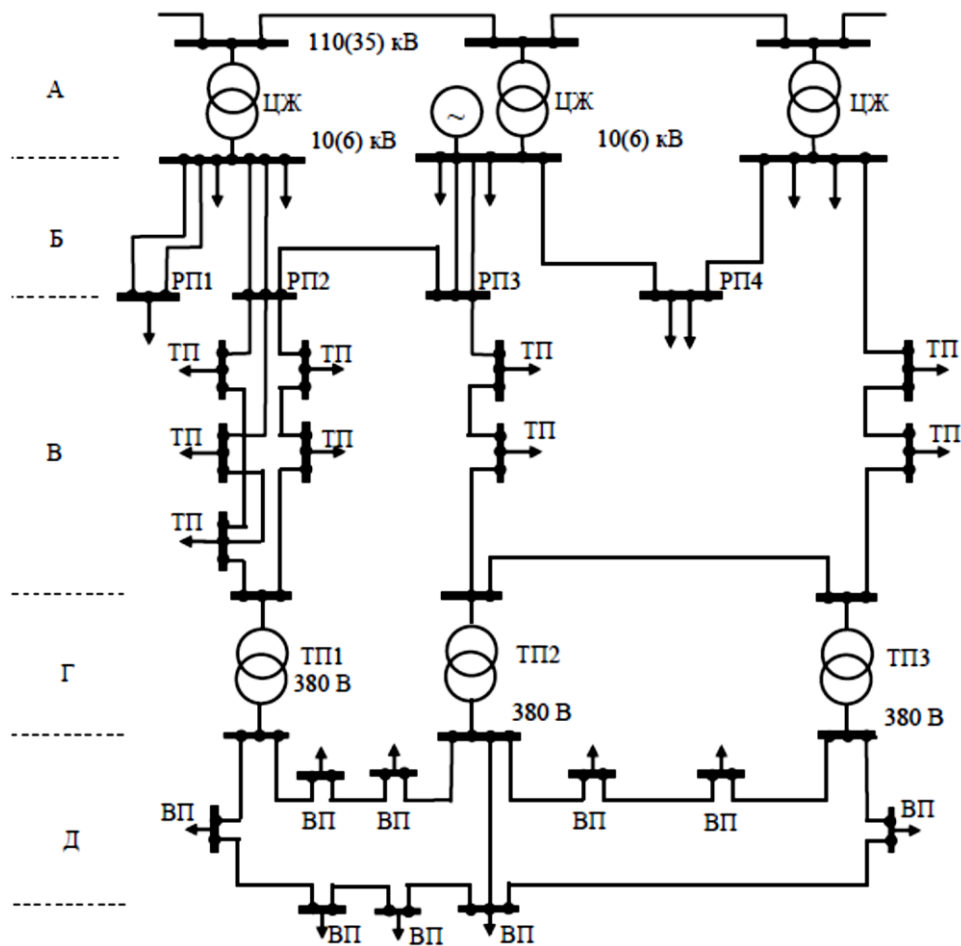 110(35) кВ
А
ЦЖ
ЦЖ
ЦЖ
~
10(6) кВ
10(6) кВ
Б
РП1
РП2
РП3
РП4
ТП
ТП
ТП
ТП
В
ТП
ТП
ТП
ТП
ТП
Г
ТП1
380 В
ТП2
380 В
ТП3
380 В
ВП
ВП
ВП
ВП
ВП
ВП
Д
ВП
ВП
ВП